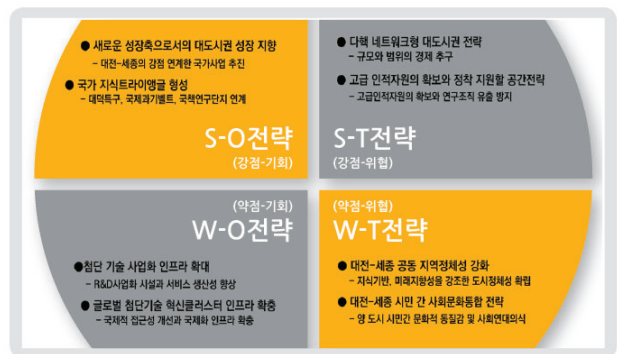 ● 새로운 성장축으로서의 대도시권 성장 지향
- 대전-세종의 강점 연계한 국가사업 추진
● 국가 지식트라이앵글 형성
- 대덕특구, 국제과기벨트, 국책연구단지 연계
S-O전략
(강점-기회)
● 다핵 네트워크형 대도시권 전략
- 규모와 범위의 경제 추구
● 고급 인적자원의 확보와 정착 지원할 공간전략
- 고급인적자원의 확보와 연구조직 유출 방지
S-T전략
(강점-위협)
(약점-기회)
W-O전략
●첨단 기술 사업화 인프라 확대
- R&D사업화 시설과 서비스 생산성 향상
● 글로벌 첨단기술 혁신클러스터 인프라 확충
- 국제적 접근성 개선과 국제화 인프라 확충
(약점-위협)
W-T전략
● 대전-세종 공동 지역정체성 강화
- 지식기반, 미래지향성을 강조한 도시정체성 확립
● 대전-세종 시민 간 사회문화통합 전략
- 양 도시 시민간 문화적 동질감 및 사회연대의식